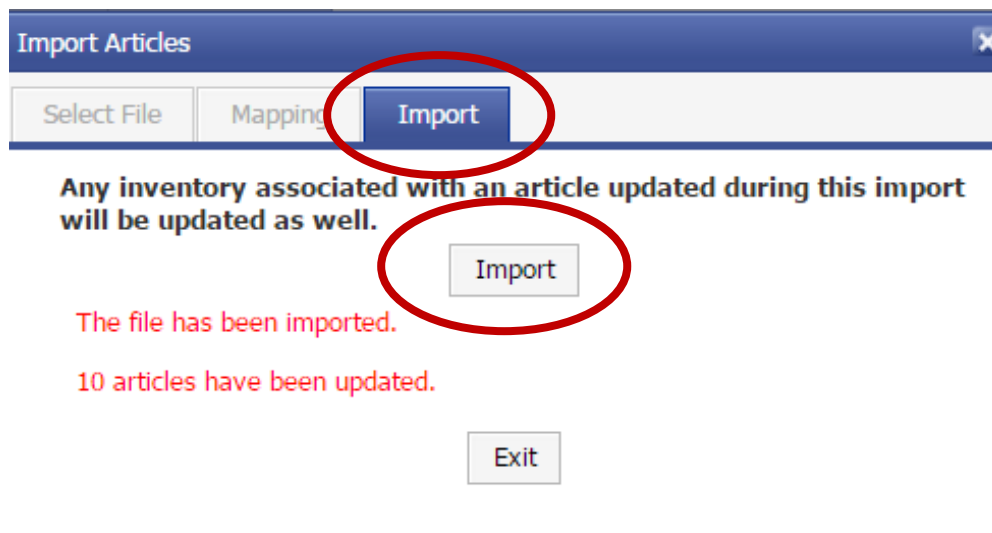 Import Articles
Select File
Mapping
Import
Any inventory associated with an article updated during this import
will be updated as well.
Import
The file has been imported.
10 articles have been updated.
Exit